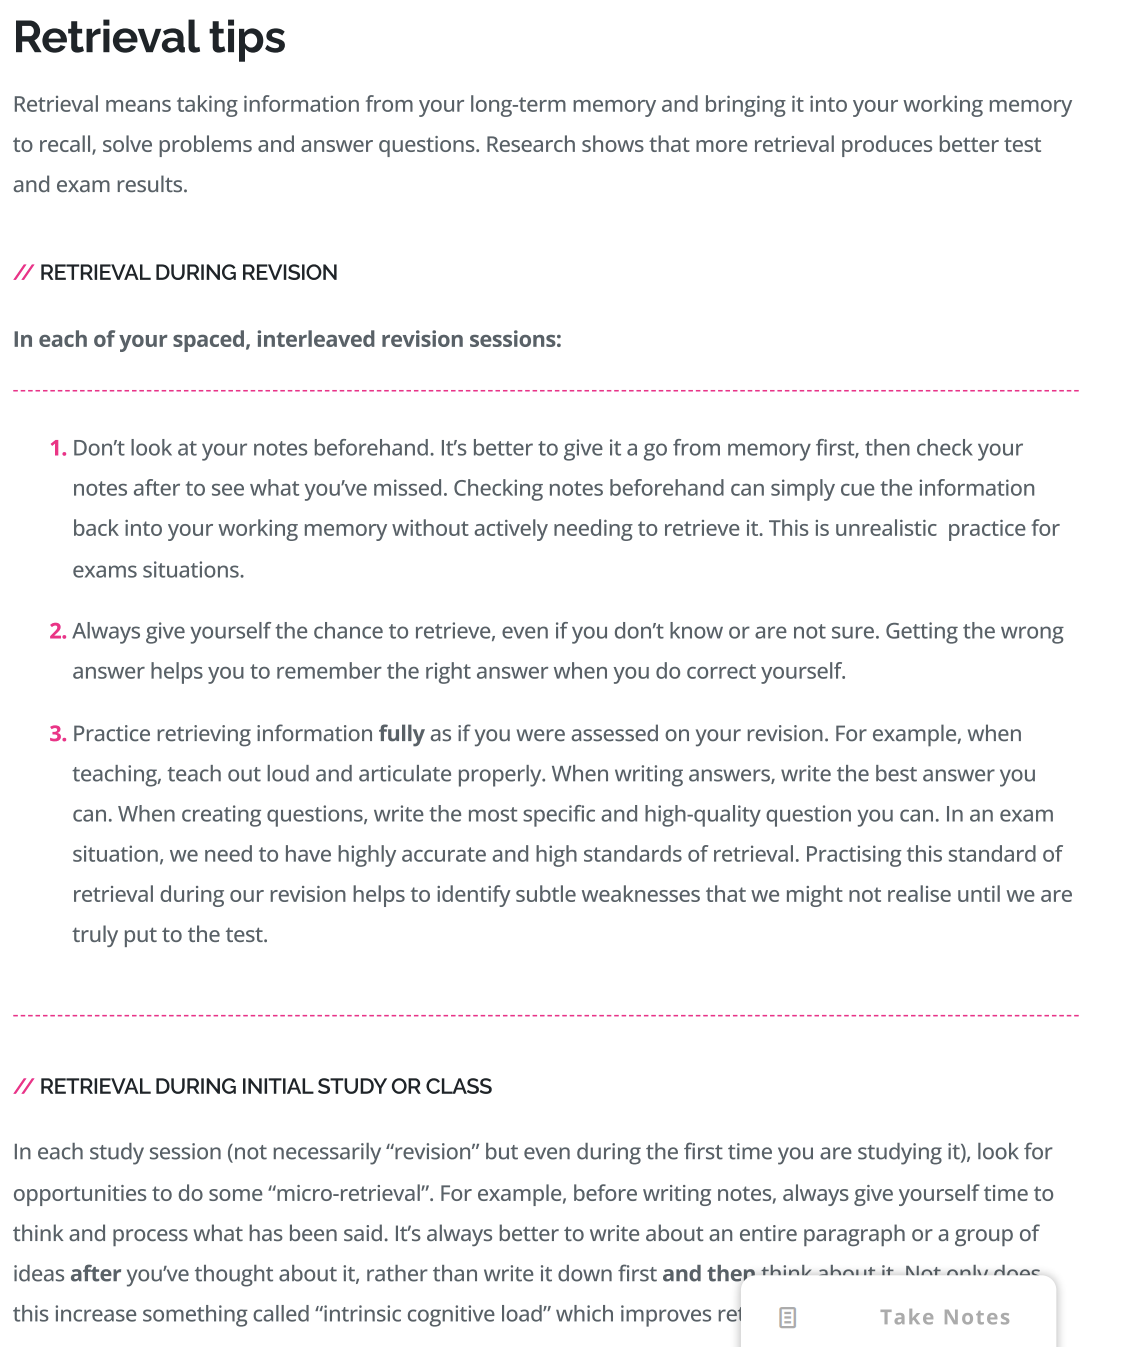 Retrieval tips
Retrieval means taking information from your long-term memory and bringing it into your working memory
to recall, solve problems and answer questions. Research shows that more retrieval produces better test
and exam results.
// RETRIEVAL DURING REVISION
In each of your spaced, interleaved revision sessions:
1. Don’t look at your notes beforehand. It’s better to give it a go from memory first, then check your
notes after to see what you’ve missed. Checking notes beforehand can simply cue the information
back into your working memory without actively needing to retrieve it. This is unrealistic  practice for
exams situations.
2. Always give yourself the chance to retrieve, even if you don’t know or are not sure. Getting the wrong
answer helps you to remember the right answer when you do correct yourself.
3. Practice retrieving information fully as if you were assessed on your revision. For example, when
teaching, teach out loud and articulate properly. When writing answers, write the best answer you
can. When creating questions, write the most specific and high-quality question you can. In an exam
situation, we need to have highly accurate and high standards of retrieval. Practising this standard of
retrieval during our revision helps to identify subtle weaknesses that we might not realise until we are
truly put to the test.
// RETRIEVAL DURING INITIAL STUDY OR CLASS
In each study session (not necessarily “revision” but even during the first time you are studying it), look for
opportunities to do some “micro-retrieval”. For example, before writing notes, always give yourself time to
think and process what has been said. It’s always better to write about an entire paragraph or a group of
ideas after you’ve thought about it, rather than write it down first and then think about it. Not only does
this increase something called “intrinsic cognitive load” which improves
Take Notes